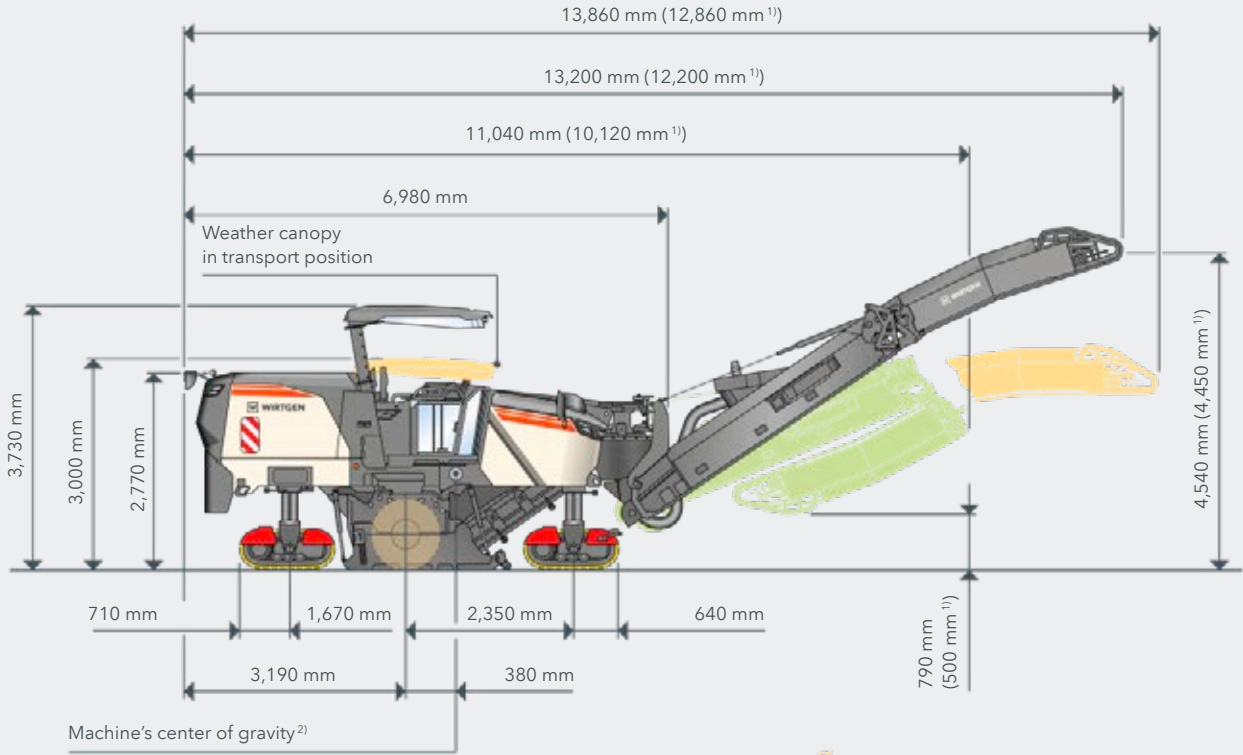 13,860 mm (12,860 mm 1))
13,200 mm (12,200 mm 1))
11,040 mm (10,120 mm 1))
6,980 mm
Weather canopy
in transport position
3,730 mm
3,000 mm
2,770 mm
WIRTGEN
WIRTGEN
4,540 mm (4,450 mm 1))
710 mm
1,670 mm
2,350 mm
640 mm
790 mm
(500 mm 1))
3,190 mm
380 mm
Machine's center of gravity 2)